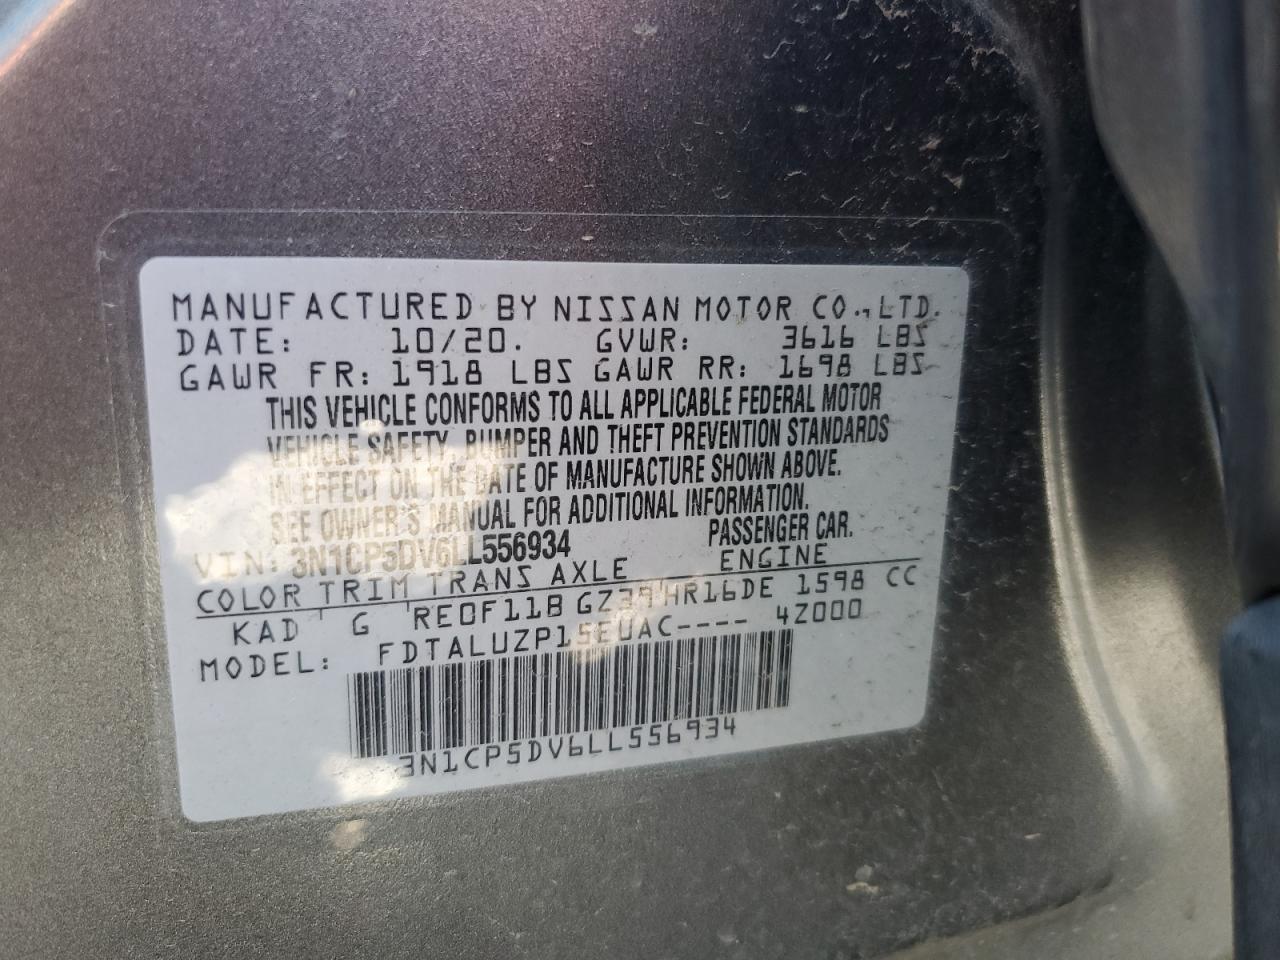 MANUFACTURED BY NISSAN MOTOR CO., LTD.
DATE: 10/20. GVWR: 3616 LBS
GAWR FR: 1918 LBS GAWR RR: 1698 LBS
THIS VEHICLE CONFORMS TO ALL APPLICABLE FEDERAL MOTOR
VEHICLE SAFETY, BUMPER AND THEFT PREVENTION STANDARDS
IN EFFECT ON THE DATE OF MANUFACTURE SHOWN ABOVE.
SEE OWNER'S MANUAL FOR ADDITIONAL INFORMATION.
VIN: 3N1CP5DV6LL556934 PASSENGER CAR.
COLOR TRIM TRANS AXLE ENGINE
KAD G RE0F11B GZ39 HR16DE 1598 CC
MODEL: FDTALUZP15EUAC---- 4Z000
3N1CP5DV6LL556934